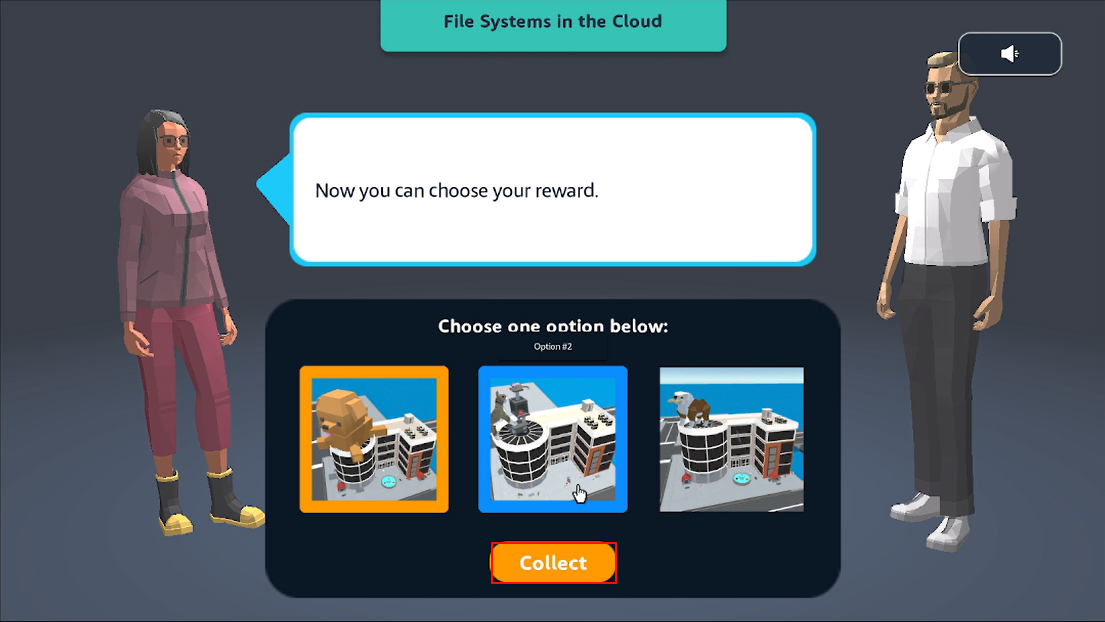 File Systems in the Cloud
Now you can choose your reward.
Choose one option below:
Option #2
Collect